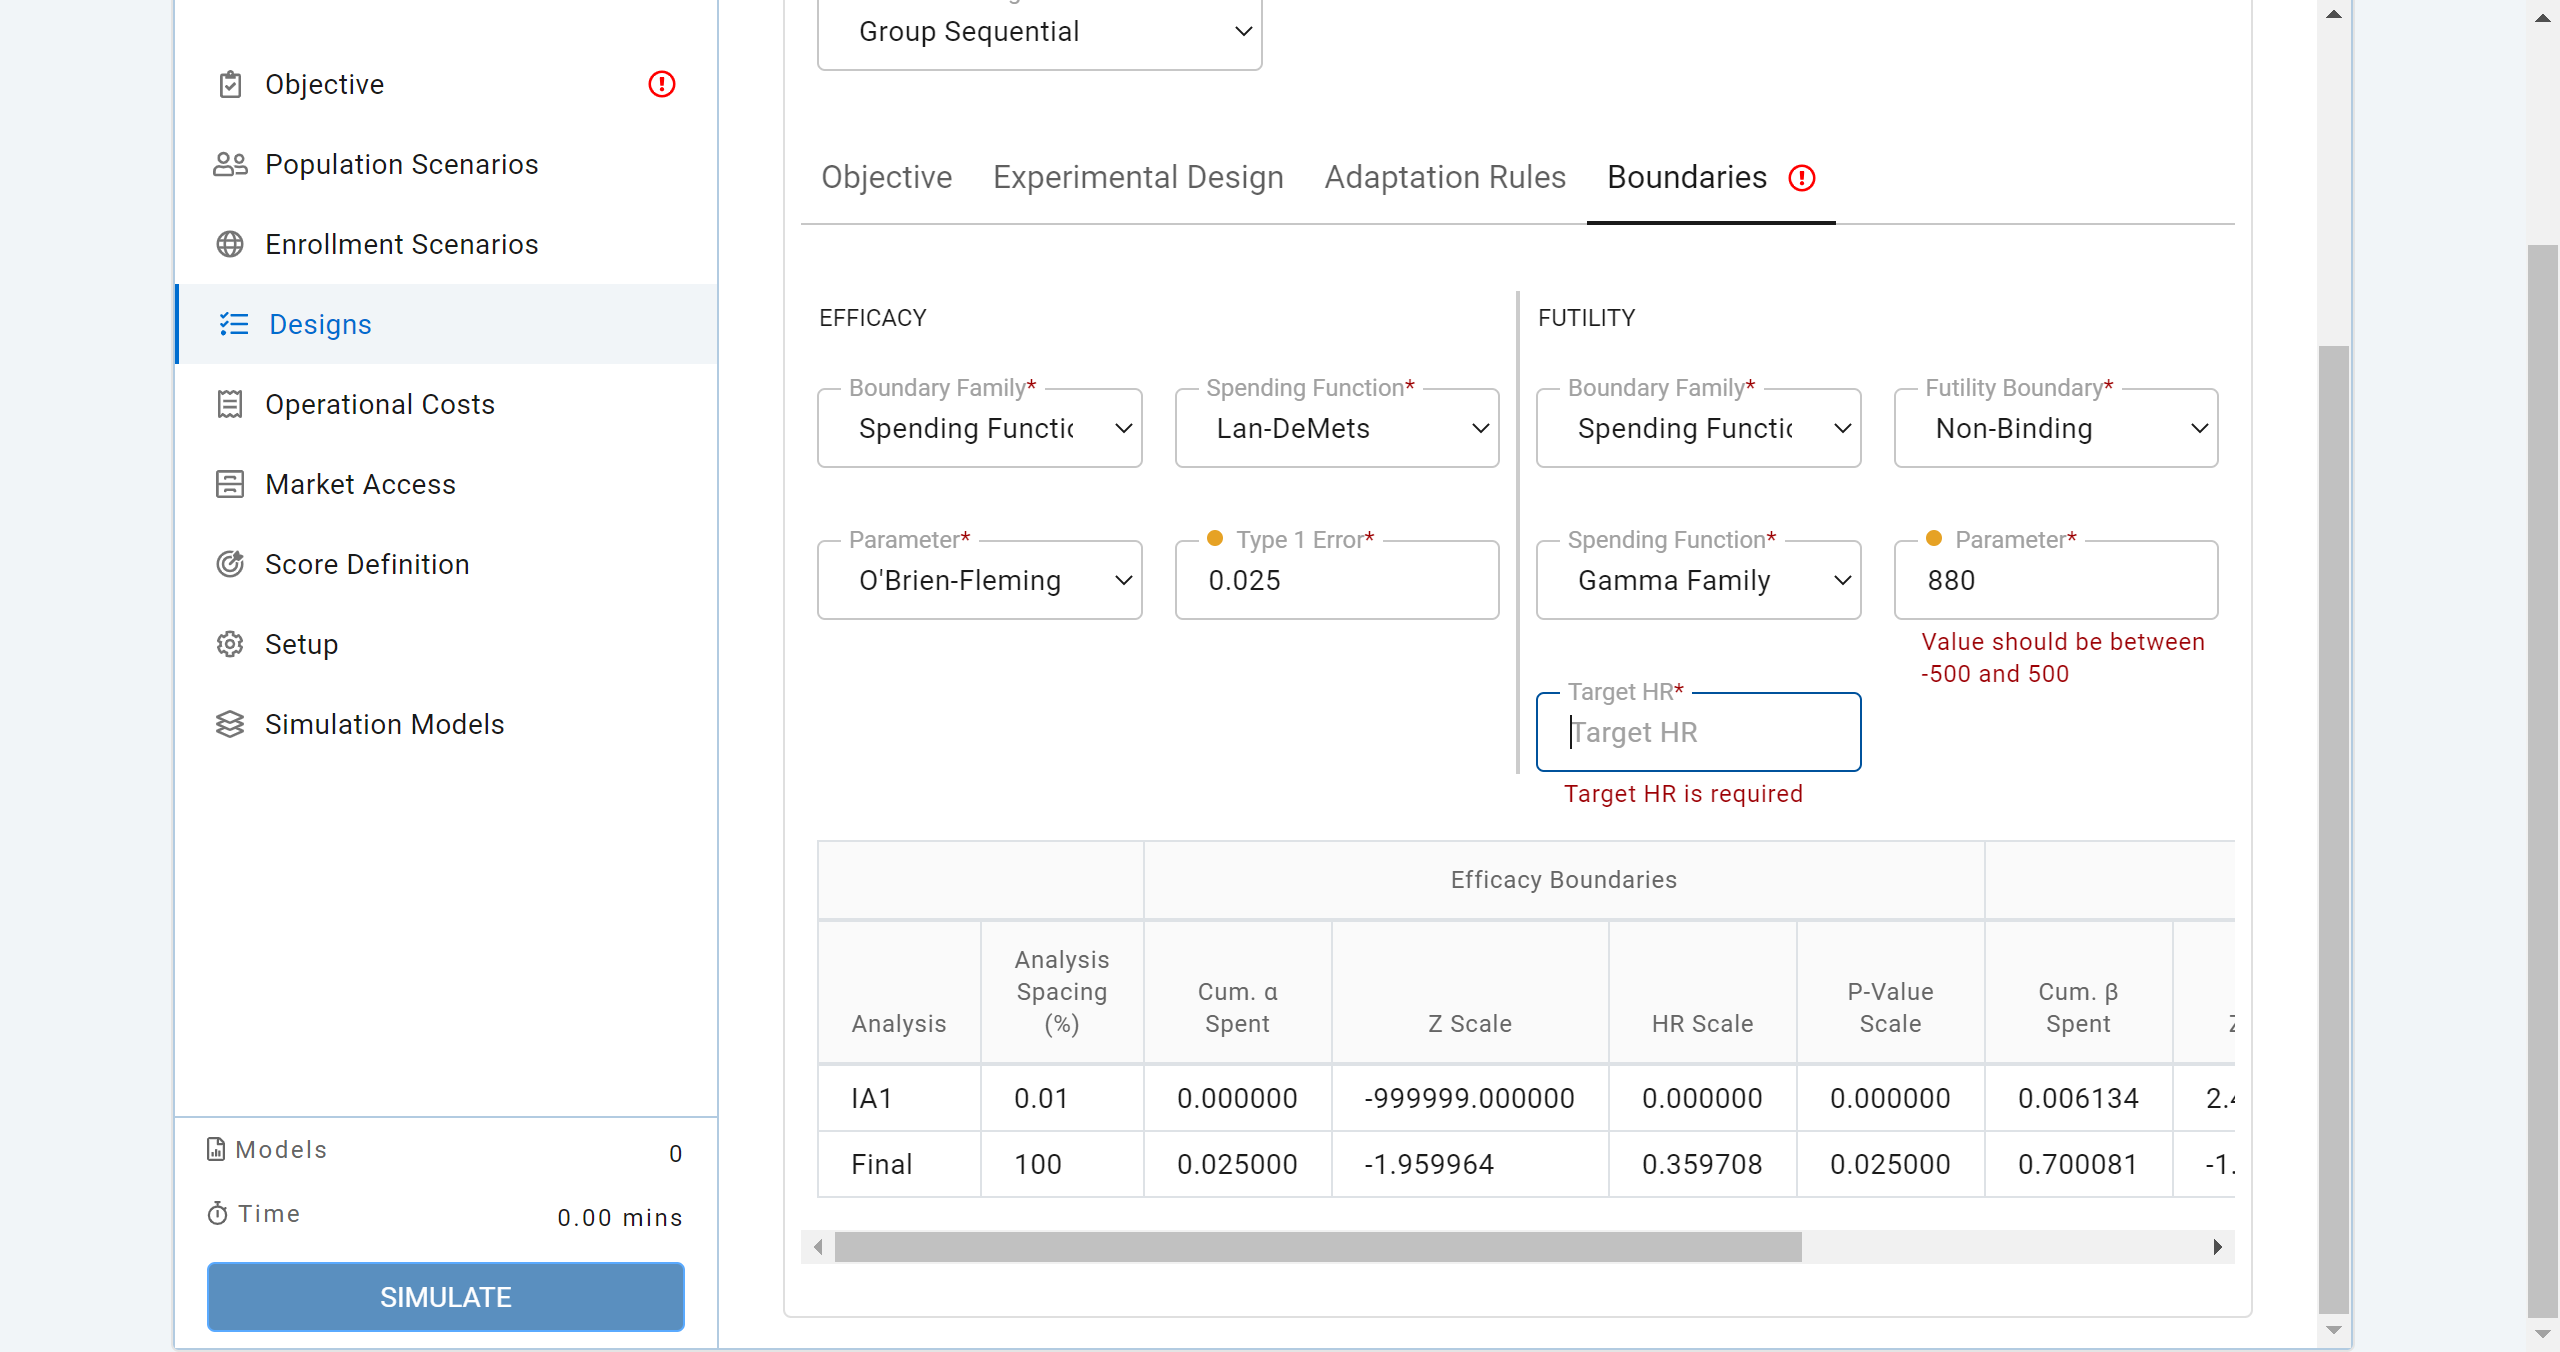 Group Sequential
Objective
Population Scenarios
Enrollment Scenarios
Designs
Operational Costs
Market Access
Score Definition
Setup
Simulation Models
Models 0
Time 0.00 mins
SIMULATE
Objective Experimental Design Adaptation Rules Boundaries
EFFICACY
Boundary Family* Spending Function*
Spending Functic Lan-DeMets
Parameter* Type 1 Error*
O'Brien-Fleming 0.025
FUTILITY
Boundary Family* Futility Boundary*
Spending Functic Non-Binding
Spending Function* Parameter*
Gamma Family 880
Value should be between
-500 and 500
Target HR*
Target HR
Target HR is required
Efficacy Boundaries
Analysis
Analysis
Spacing
(%)
Cum. α
Spent
Z Scale
HR Scale
P-Value
Scale
Cum. β
Spent
IA1 0.01 0.000000 -999999.000000 0.000000 0.000000 0.006134
Final 100 0.025000 -1.959964 0.359708 0.025000 0.700081 -1.